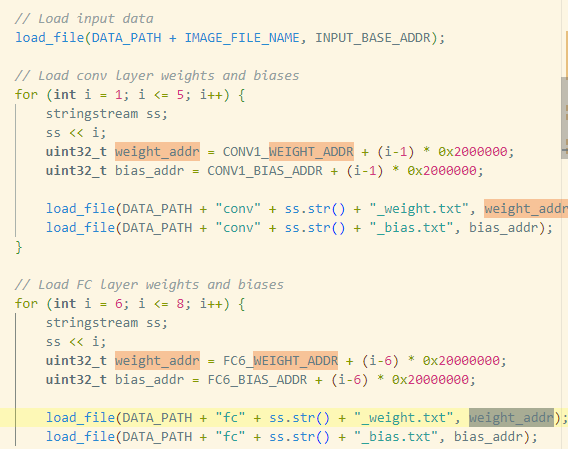 // Load input data
load_file(DATA_PATH + IMAGE_FILE_NAME, INPUT_BASE_ADDR);
// Load conv layer weights and biases
for (int i = 1; i <= 5; i++) {
stringstream ss;
ss << i;
uint32_t weight_addr = CONV1_WEIGHT_ADDR + (i-1) * 0x2000000;
uint32_t bias_addr = CONV1_BIAS_ADDR + (i-1) * 0x2000000;
load_file(DATA_PATH + "conv" + ss.str() + "_weight.txt", weight_addr
load_file(DATA_PATH + "conv" + ss.str() + "_bias.txt", bias_addr);
}
// Load FC layer weights and biases
for (int i = 6; i <= 8; i++) {
stringstream ss;
ss << i;
uint32_t weight_addr = FC6_WEIGHT_ADDR + (i-6) * 0x20000000;
uint32_t bias_addr = FC6_BIAS_ADDR + (i-6) * 0x20000000;
load_file(DATA_PATH + "fc" + ss.str() + "_weight.txt", weight_addr);
load_file(DATA_PATH + "fc" + ss.str() + "_bias.txt", bias_addr);